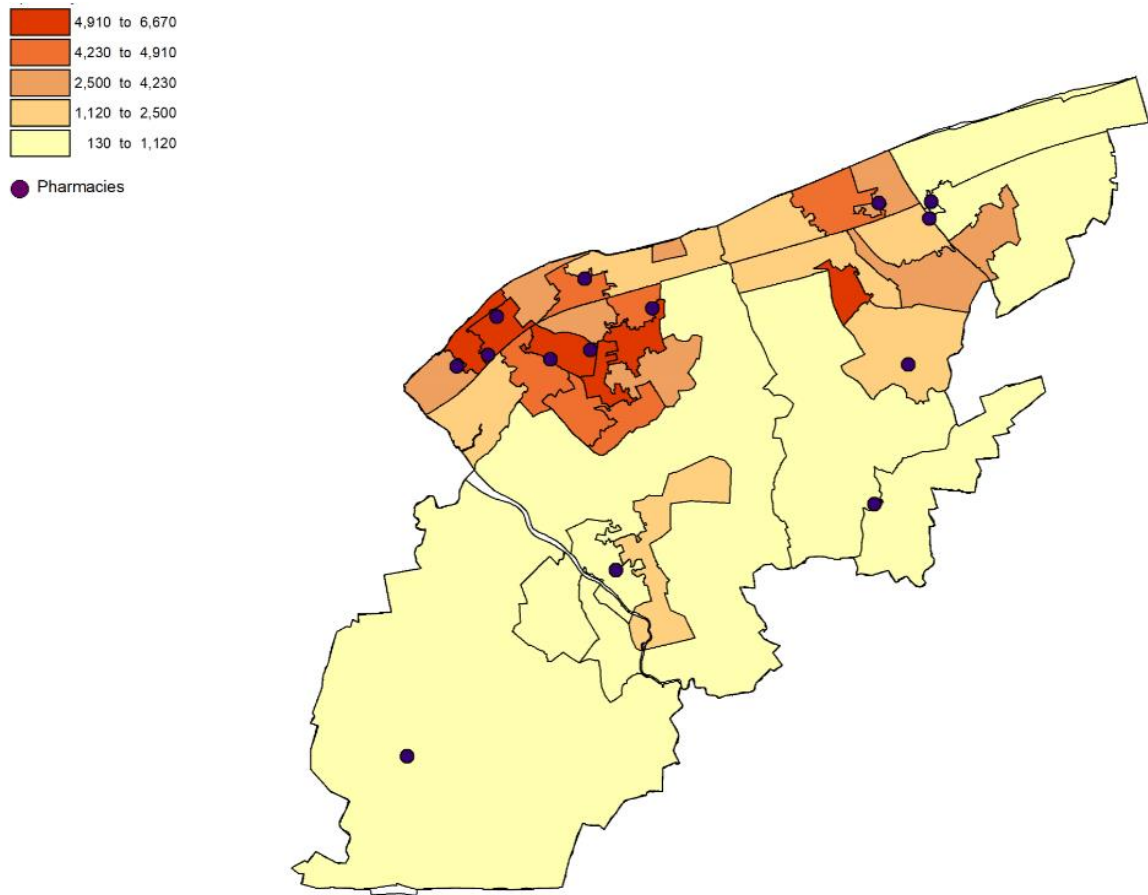 4,910 to 6,670
4,230 to 4,910
2,500 to 4,230
1,120 to 2,500
130 to 1,120
Pharmacies